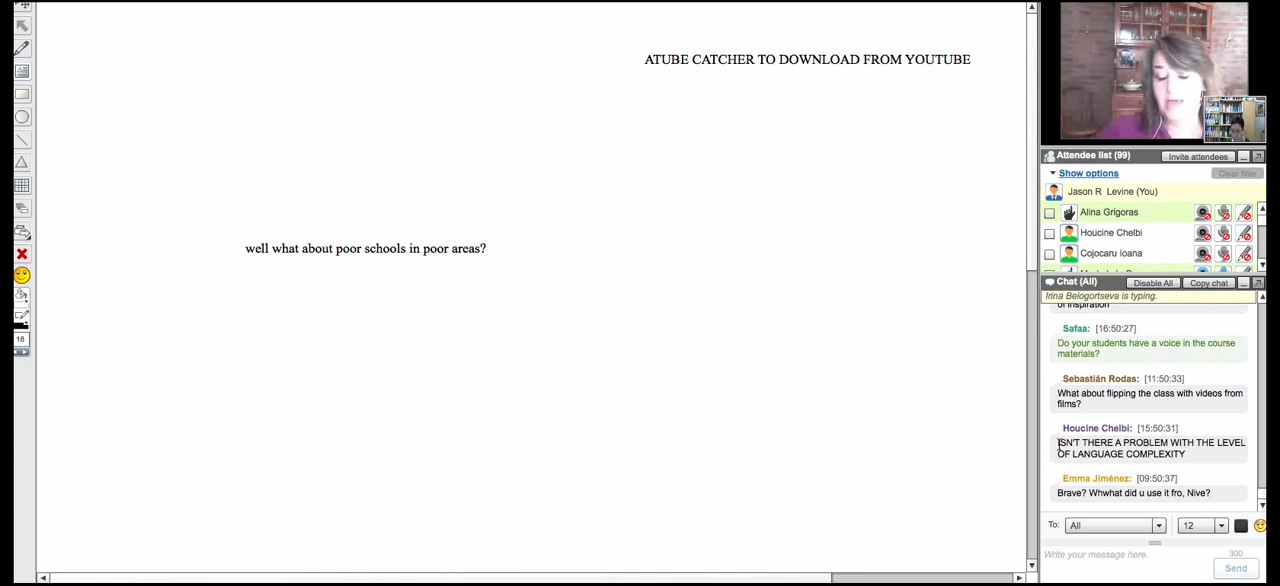 ATUBE CATCHER TO DOWNLOAD FROM YOUTUBE
well what about poor schools in poor areas?
18
Attendee list (99)
Invite attendees
Show options
Clear filter
Jason R Levine (You)
Alina Grigoras
Houcine Chelbi
Cojocaru Ioana
Chat (All)
Disable All
Copy chat
Irina Belogortseva is typing.
of inspiration
Safaa: [16:50:27]
Do your students have a voice in the course
materials?
Sebastián Rodas: [11:50:33]
What about flipping the class with videos from
films?
Houcine Chelbi: [15:50:31]
ISN'T THERE A PROBLEM WITH THE LEVEL
OF LANGUAGE COMPLEXITY
Emma Jiménez: [09:50:37]
Brave? Whwhat did u use it fro, Nive?
To: All 12
Write your message here. 300
Send